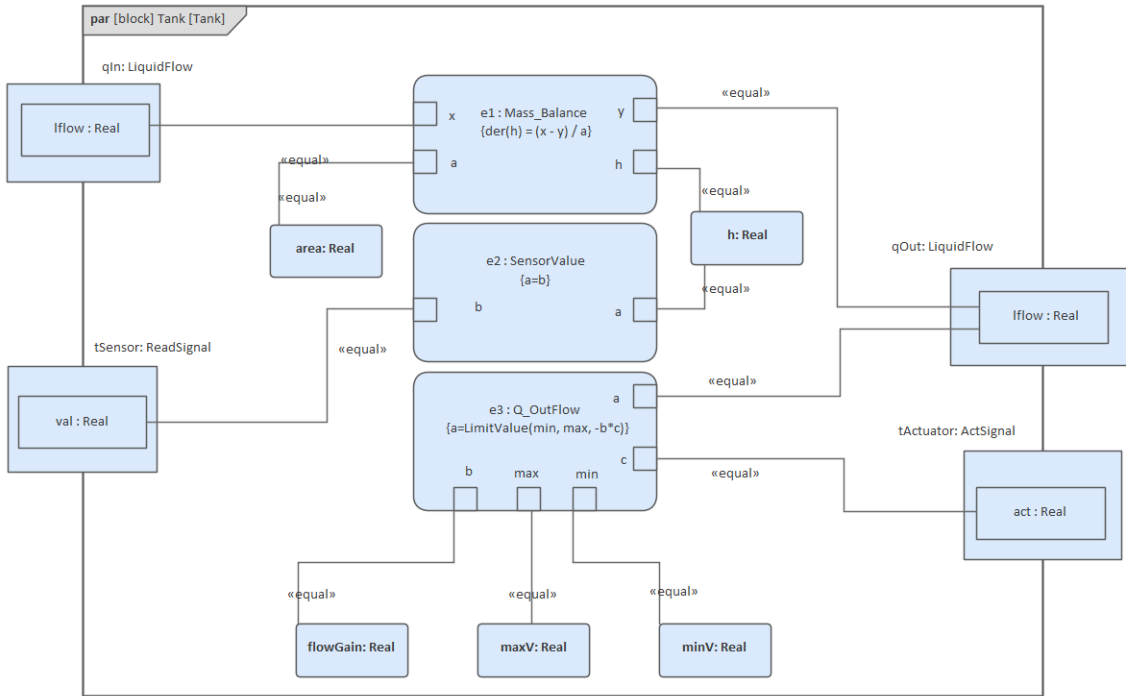 par [block] Tank [Tank]
qIn: LiquidFlow
lflow : Real
e1 : Mass_Balance
{der(h) = (x - y) / a}
x
y
a
h
«equal»
«equal»
«equal»
«equal»
area: Real
h: Real
«equal»
e2 : SensorValue
{a=b}
b
a
qOut: LiquidFlow
lflow : Real
tSensor: ReadSignal
val : Real
«equal»
e3 : Q_OutFlow
{a=LimitValue(min, max, -b*c)}
a
c
b
max
min
«equal»
«equal»
tActuator: ActSignal
act : Real
«equal»
«equal»
«equal»
flowGain: Real
maxV: Real
minV: Real